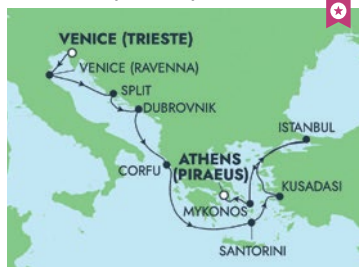 VENICE (TRIESTE)
VENICE (RAVENNA)
SPLIT
DUBROVNIK
ISTANBUL
CORFU
ATHENS
(PIRAEUS)
KUSADASI
MYKONOS
SANTORINI